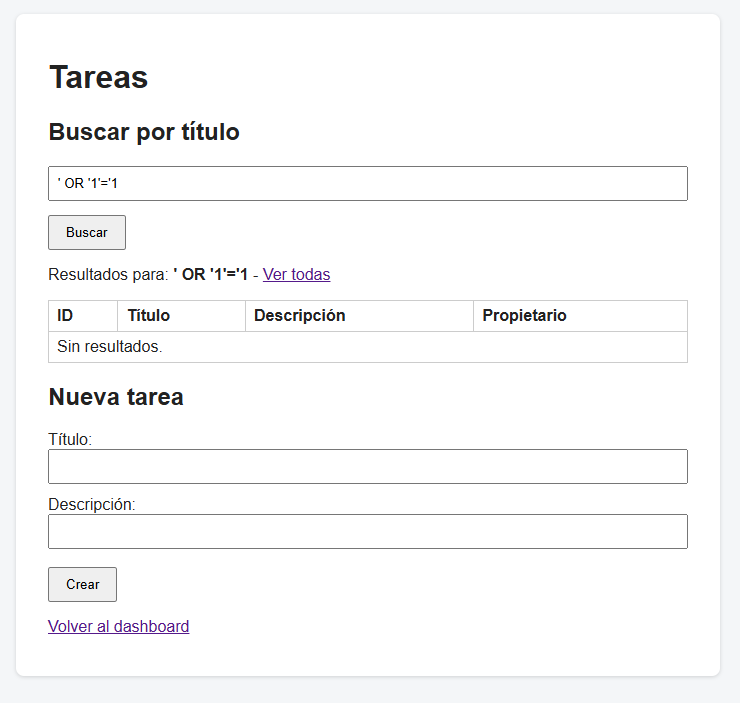 Tareas
Buscar por título
' OR '1'='1
Buscar
Resultados para: ' OR '1'='1 - Ver todas
ID Título Descripción Propietario
Sin resultados.
Nueva tarea
Título:
Descripción:
Crear
Volver al dashboard